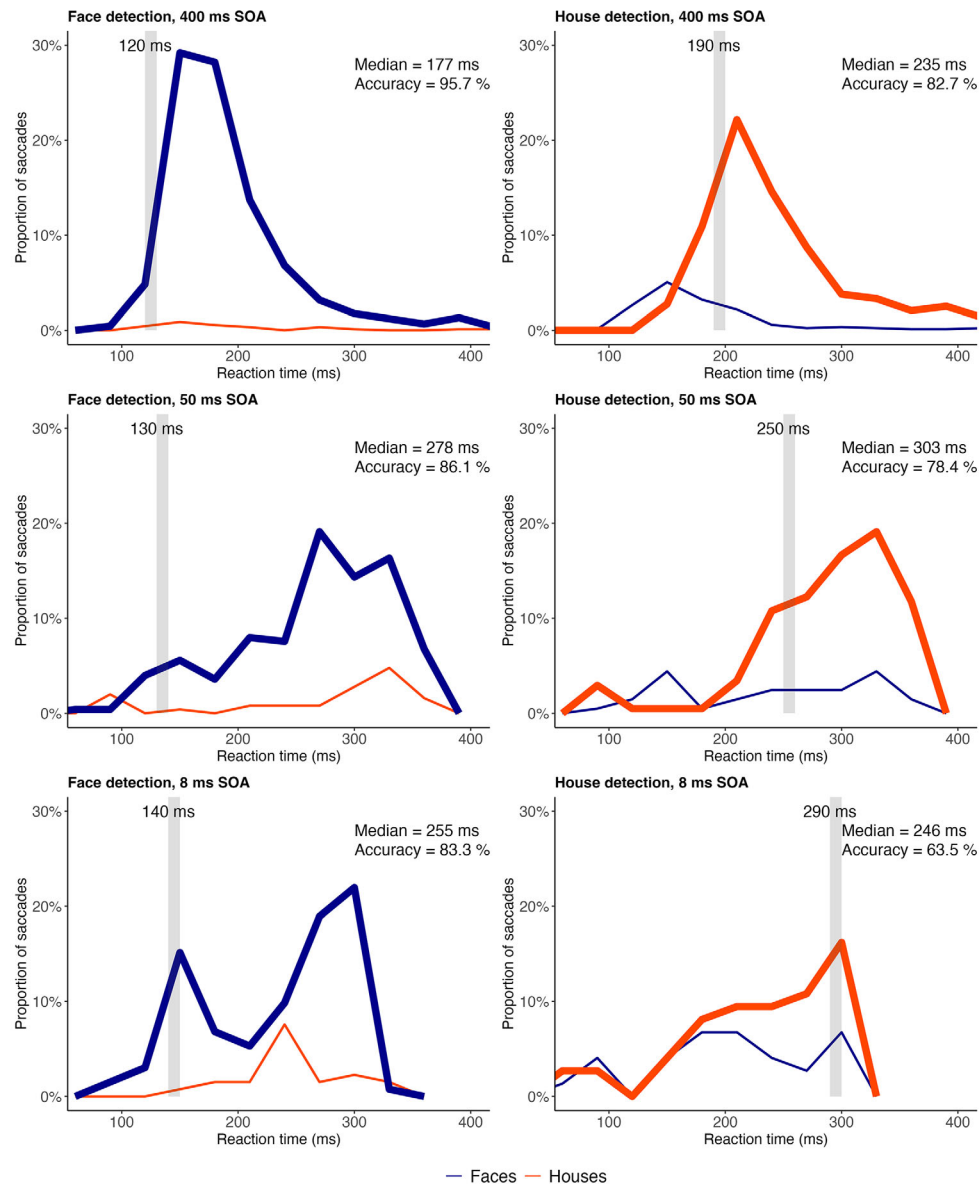 Face detection, 400 ms SOA
120 ms
Median = 177 ms
Accuracy = 95.7 %
30%
20%
10%
0%
Proportion of saccades
100 200 300 400
Reaction time (ms)
House detection, 400 ms SOA
190 ms
Median = 235 ms
Accuracy = 82.7 %
30%
20%
10%
0%
Proportion of saccades
100 200 300 400
Reaction time (ms)
Face detection, 50 ms SOA
130 ms
Median = 278 ms
Accuracy = 86.1 %
30%
20%
10%
0%
Proportion of saccades
100 200 300 400
Reaction time (ms)
House detection, 50 ms SOA
250 ms
Median = 303 ms
Accuracy = 78.4 %
30%
20%
10%
0%
Proportion of saccades
100 200 300 400
Reaction time (ms)
Face detection, 8 ms SOA
140 ms
Median = 255 ms
Accuracy = 83.3 %
30%
20%
10%
0%
Proportion of saccades
100 200 300 400
Reaction time (ms)
House detection, 8 ms SOA
290 ms
Median = 246 ms
Accuracy = 63.5 %
30%
20%
10%
0%
Proportion of saccades
100 200 300 400
Reaction time (ms)
Faces Houses